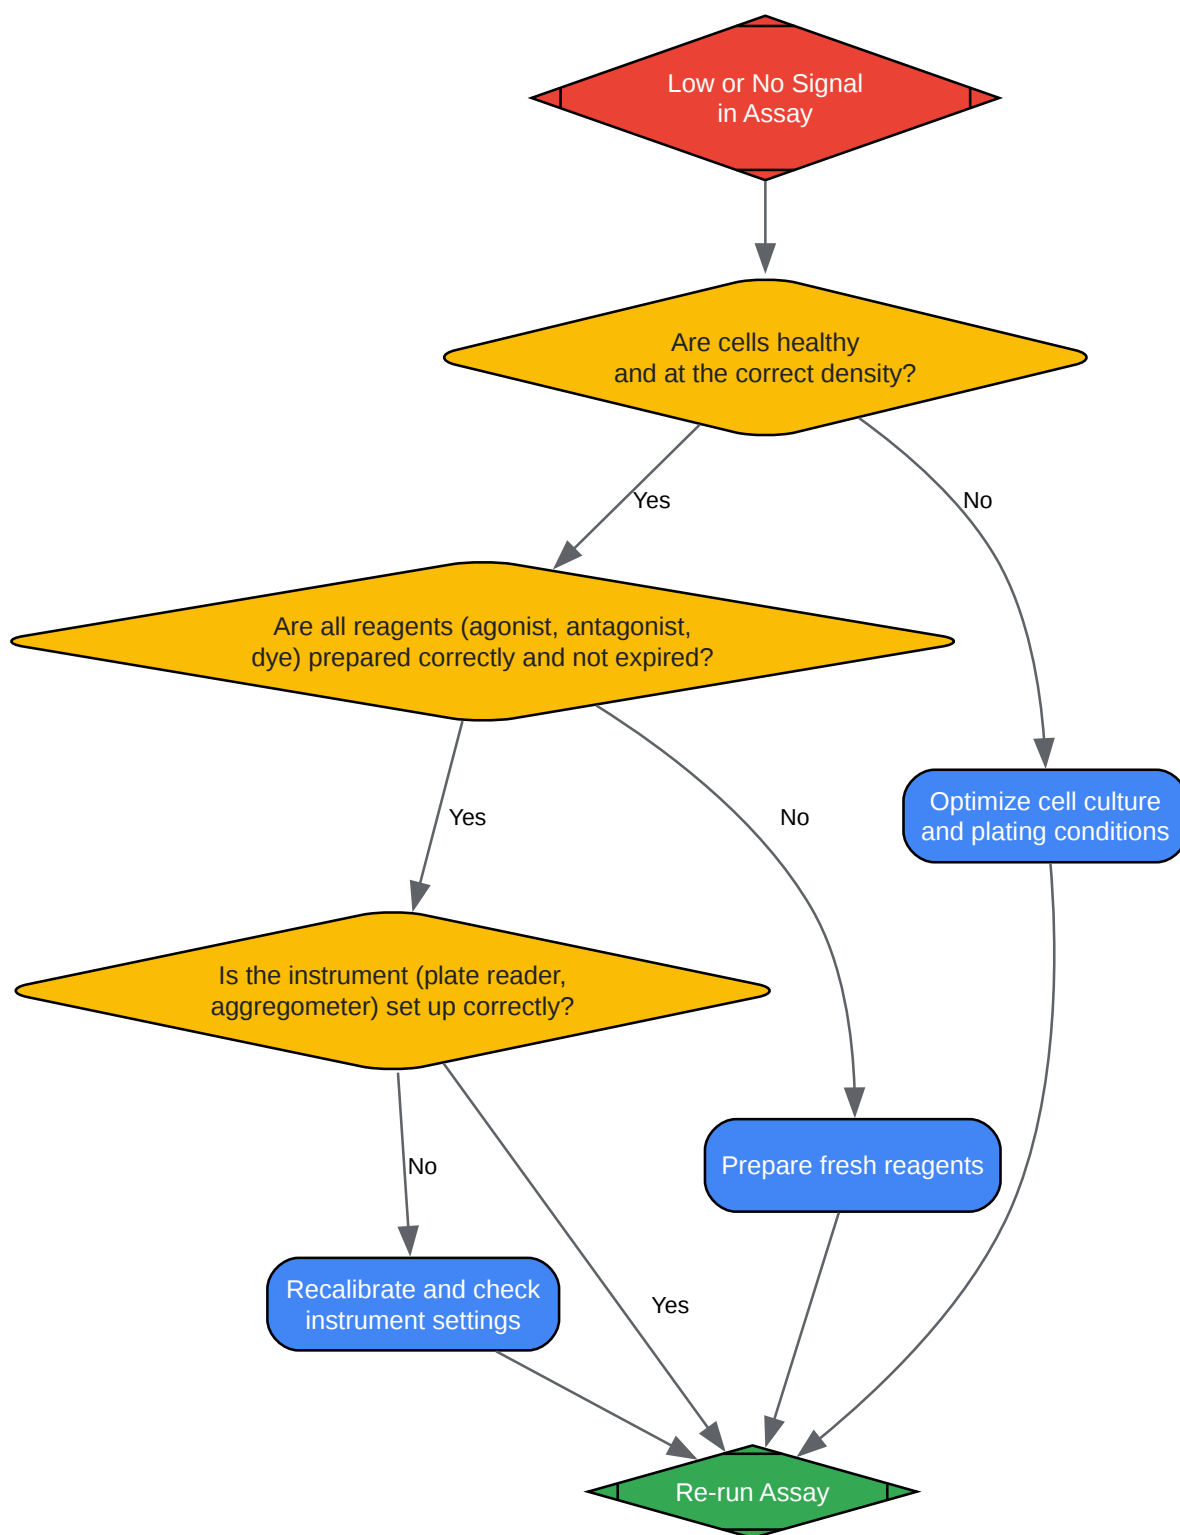 Low or No Signal
in Assay
Are cells healthy
and at the correct density?
Yes
No
Are all reagents (agonist, antagonist,
dye) prepared correctly and not expired?
Optimize cell culture
and plating conditions
Yes
No
Is the instrument (plate reader,
aggregometer) set up correctly?
No
Prepare fresh reagents
Recalibrate and check
instrument settings
Yes
Re-run Assay